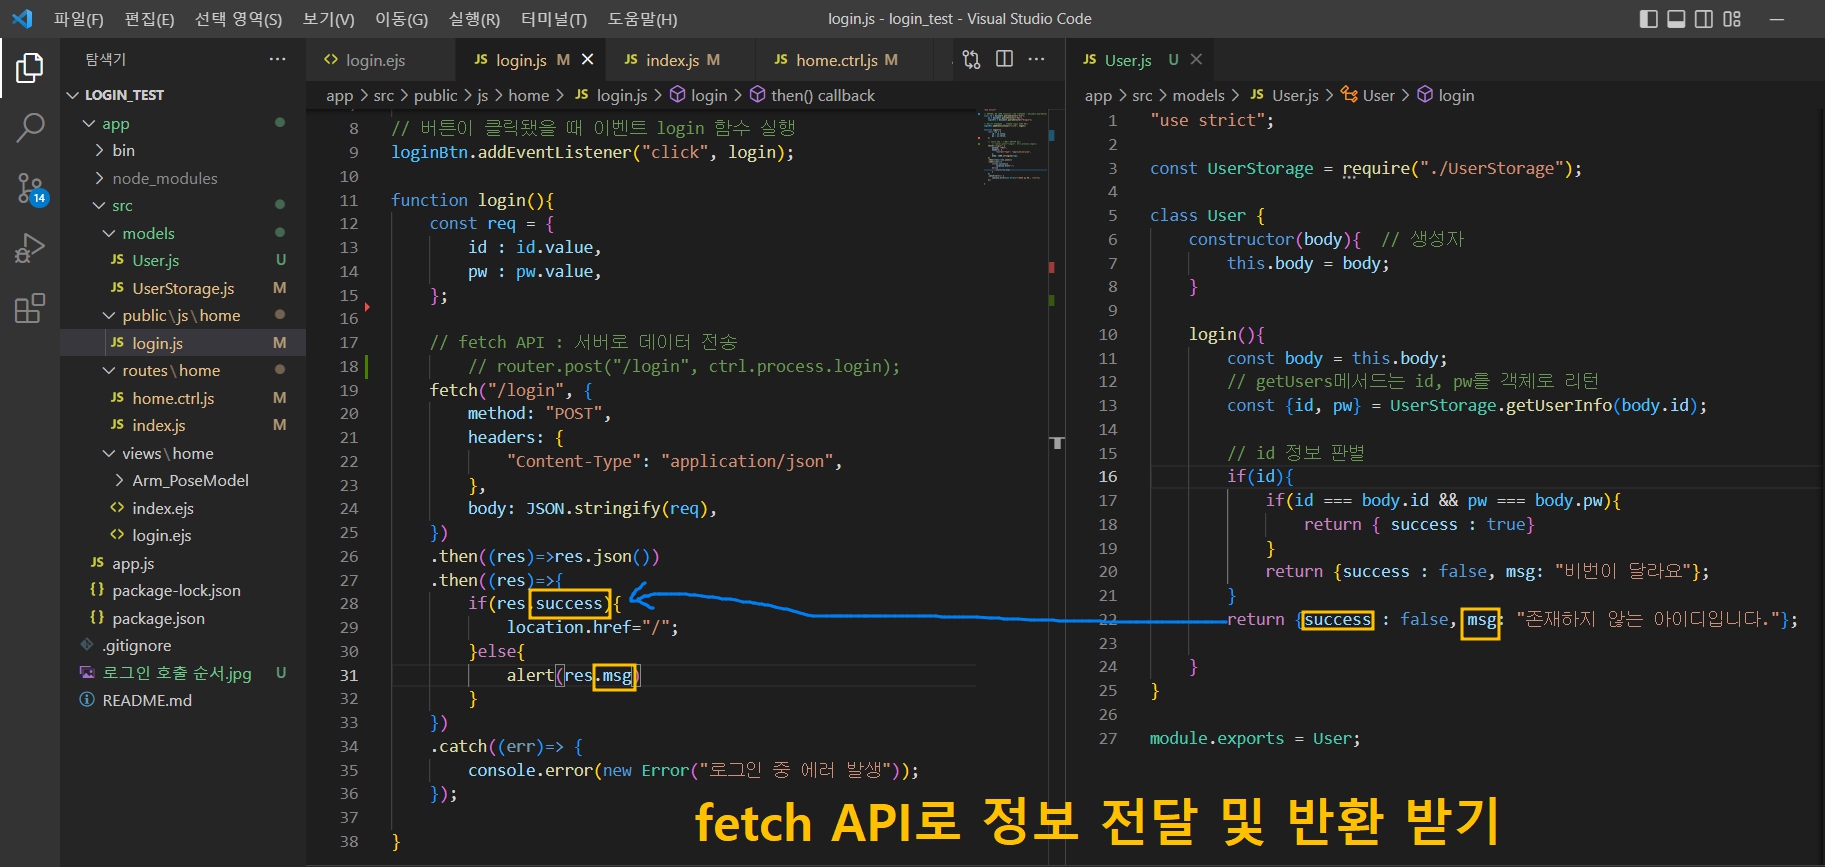 파일(F) 편집(E) 선택 영역(S) 보기(V) 이동(G) 실행(R) 터미널(T) 도움말(H) login.js - login_test - Visual Studio Code
탐색기
LOGIN_TEST
app
bin
node_modules
src
models
JS User.js U
JS UserStorage.js M
public\js\home
JS login.js M
routes\home
JS home.ctrl.js M
JS index.js M
views\home
Arm_PoseModel
<> index.ejs
<> login.ejs
JS app.js
{} package-lock.json
{} package.json
.gitignore
로그인 호출 순서.jpg U
README.md
14
<> login.ejs JS login.js M JS index.js M JS home.ctrl.js M
app > src > public > js > home > JS login.js > login > then() callback
8 // 버튼이 클릭됐을 때 이벤트 login 함수 실행
9 loginBtn.addEventListener("click", login);
10
11 function login(){
12 const req = {
13 id : id.value,
14 pw : pw.value,
15 };
16
17 // fetch API : 서버로 데이터 전송
18 // router.post("/login", ctrl.process.login);
19 fetch("/login", {
20 method: "POST",
21 headers: {
22 "Content-Type": "application/json",
23 },
24 body: JSON.stringify(req),
25 })
26 .then((res)=>res.json())
27 .then((res)=>{
28 if(res.success){
29 location.href="/";
30 }else{
31 alert(res.msg)
32 }
33 })
34 .catch((err)=> {
35 console.error(new Error("로그인 중 에러 발생"));
36 });
37
38 }
JS User.js U
app > src > models > JS User.js > User > login
1 "use strict";
2
3 const UserStorage = require("./UserStorage");
4
5 class User {
6 constructor(body){ // 생성자
7 this.body = body;
8 }
9
10 login(){
11 const body = this.body;
12 // getUsers메서드는 id, pw를 객체로 리턴
13 const {id, pw} = UserStorage.getUserInfo(body.id);
14
15 // id 정보 판별
16 if(id){
17 if(id === body.id && pw === body.pw){
18 return { success : true}
19 }
20 return {success : false, msg: "비번이 달라요"};
21 }
22 return {success : false, msg: "존재하지 않는 아이디입니다."};
23
24 }
25 }
26
27 module.exports = User;
fetch API로 정보 전달 및 반환 받기